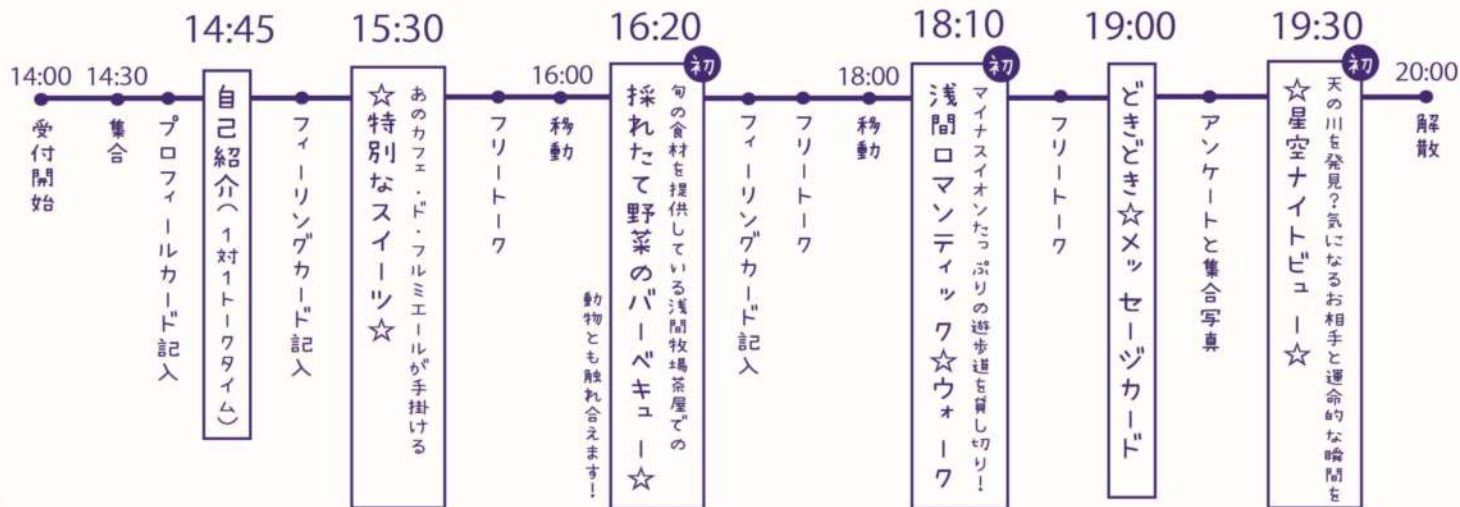 14:00
受付開始
14:30
集合
プロフィールカード記入
14:45
自己紹介(1対1トークタイム)
フィーリングカード記入
15:30
あのカフェ・ド・フルミエールが手掛ける
☆特別なスイーツ☆
フリートーク
16:00
移動
16:20
初
旬の食材を提供している浅間牧場茶屋での
採れたて野菜のバーベキュー☆
動物とも触れ合えます!
フィーリングカード記入
フリートーク
18:00
移動
18:10
初
マイナスイオンたっぷりの遊歩道を貸し切り!
浅間ロマンティック☆ウォーク
フリートーク
19:00
どきどき☆メッセージカード
アンケートと集合写真
19:30
初
天の川を発見?気になるお相手と運命的な瞬間を
☆星空ナイトビュー☆
20:00
解散